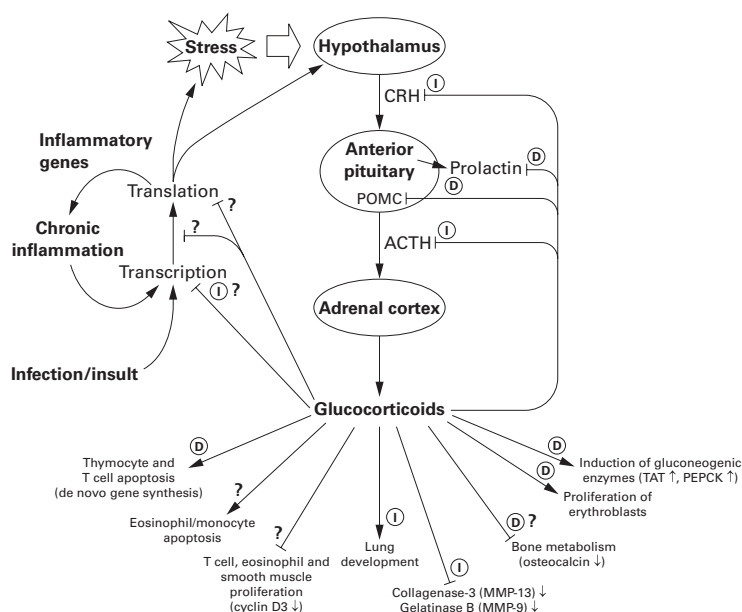 Stress
Hypothalamus
CRH
I
Inflammatory
genes
Anterior
pituitary
Prolactin
D
POMC
D
Translation
?
Chronic
inflammation
?
ACTH
I
Transcription
I ?
Adrenal cortex
Infection/insult
Glucocorticoids
D
Thymocyte and
T cell apoptosis
(de novo gene synthesis)
?
Eosinophil/monocyte
apoptosis
?
T cell, eosinophil and
smooth muscle
proliferation
(cyclin D3 ↓)
I
Lung
development
I
Collagenase-3 (MMP-13) ↓
Gelatinase B (MMP-9) ↓
D ?
Bone metabolism
(osteocalcin ↓)
D
Proliferation of
erythroblasts
D
Induction of gluconeogenic
enzymes (TAT ↑, PEPCK ↑)